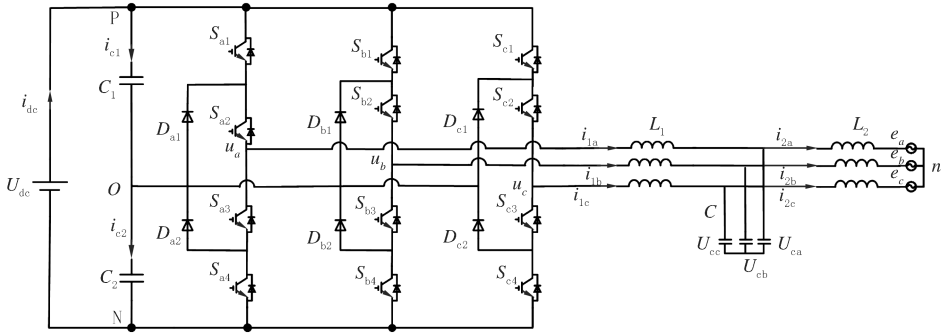 P
S_a1
S_b1
S_c1
i_c1
C_1
i_dc
D_a1
S_a2
D_b1
S_b2
D_c1
S_c2
u_a
u_b
u_c
i_1a
L_1
i_2a
L_2
e_a
e_b
e_c
n
U_dc
O
i_1b
i_1c
i_2b
i_2c
i_c2
D_a2
S_a3
D_b2
S_b3
D_c2
S_c3
C
U_cc
U_cb
U_ca
C_2
S_a4
S_b4
S_c4
N